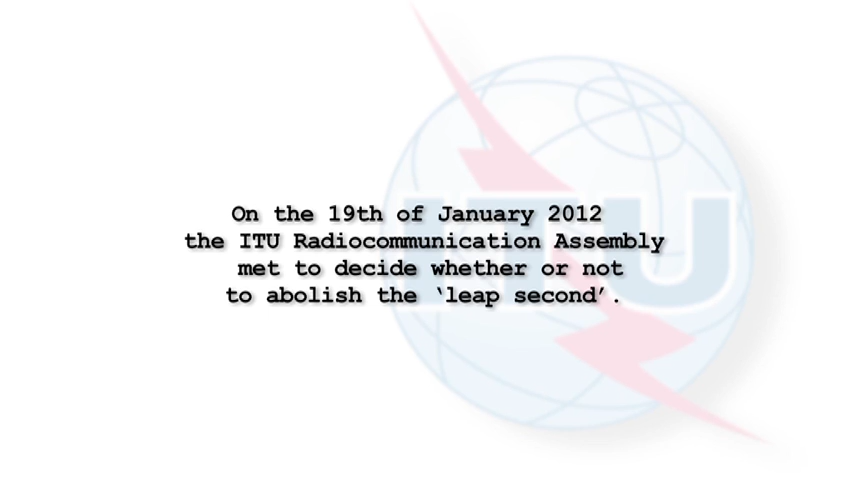 On the 19th of January 2012
the ITU Radiocommunication Assembly
met to decide whether or not
to abolish the ‘leap second’.
ITU